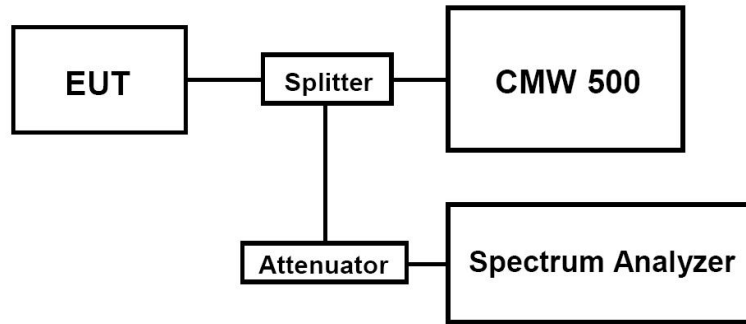 EUT
Splitter
CMW 500
Attenuator
Spectrum Analyzer